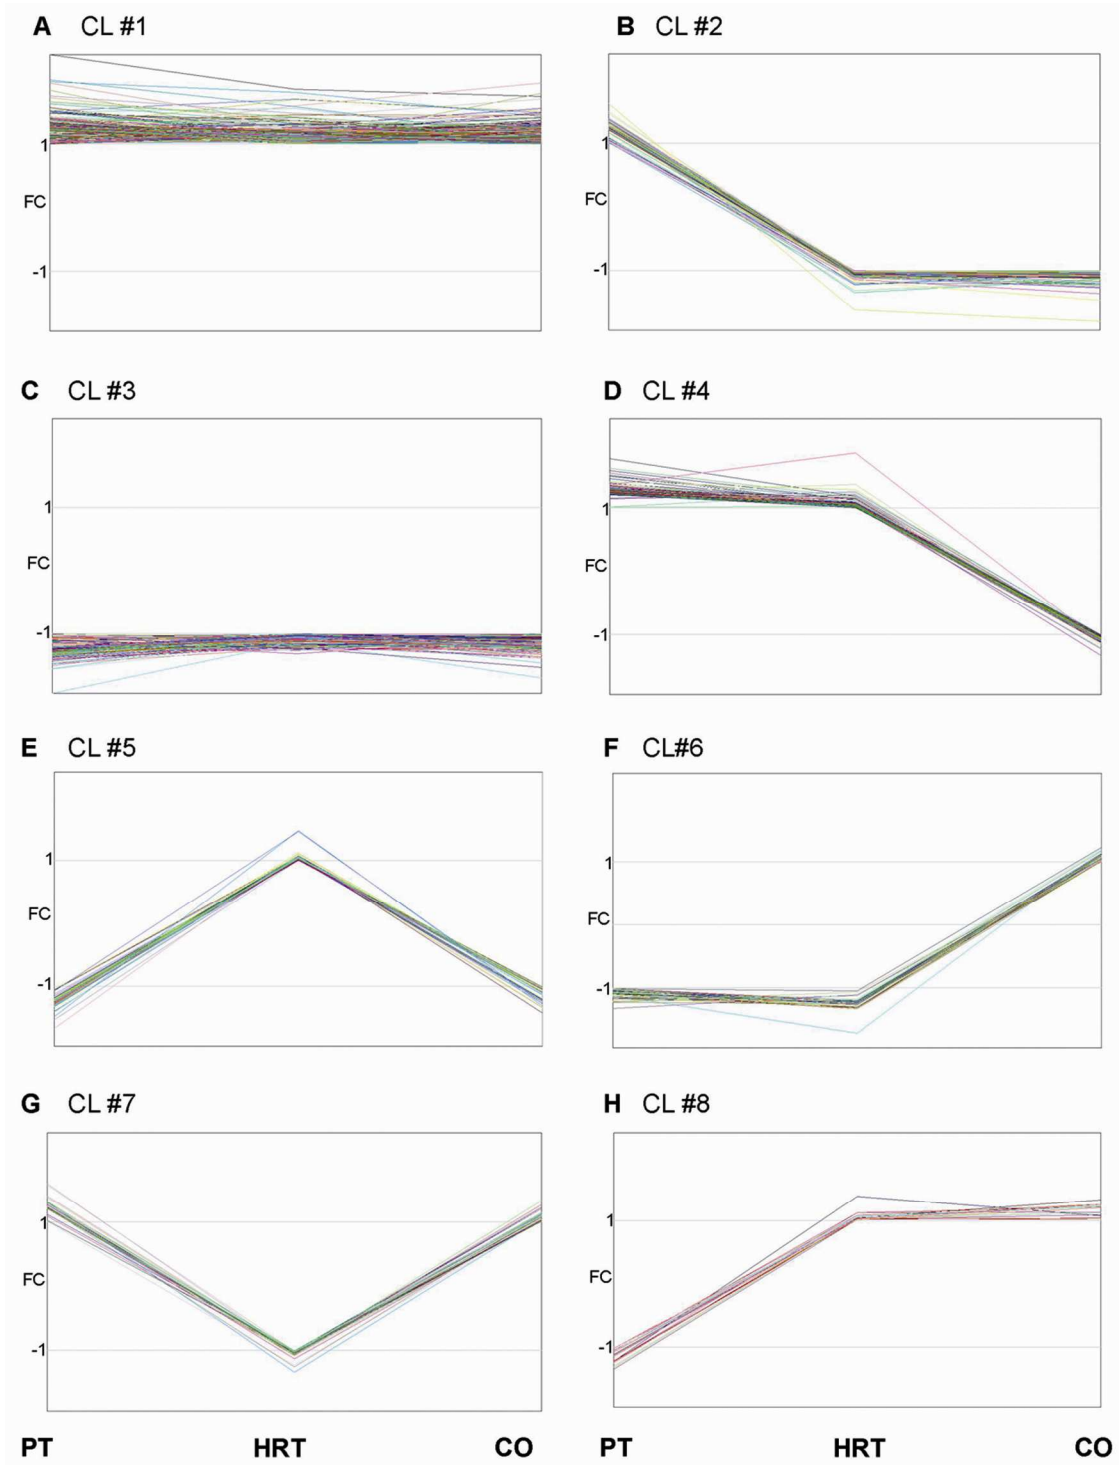 A CL #1
B CL #2
1
FC
-1
1
FC
-1
C CL #3
D CL #4
1
FC
-1
1
FC
-1
E CL #5
F CL#6
1
FC
-1
1
FC
-1
G CL #7
H CL #8
1
FC
-1
1
FC
-1
PT HRT CO PT HRT CO